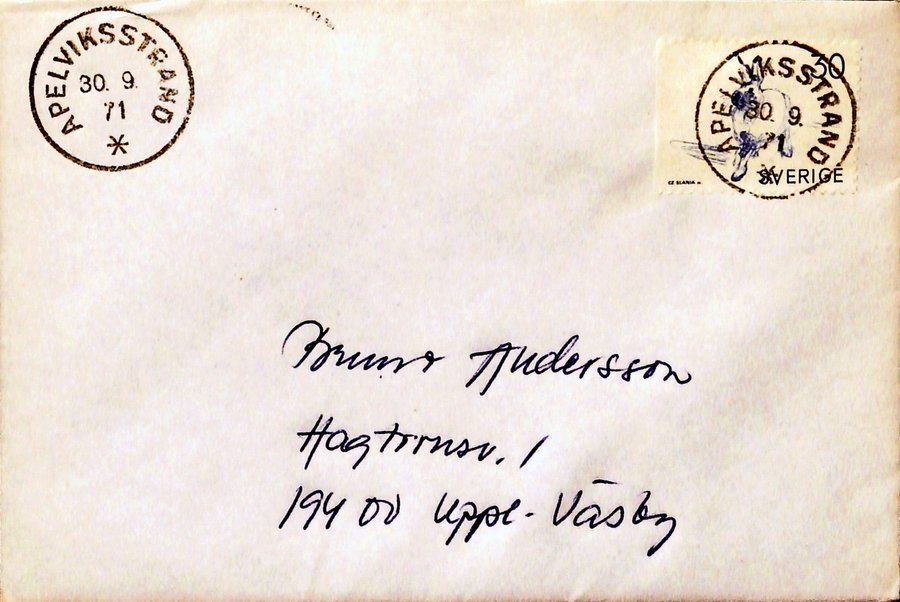 APELVIKSSTRAND
30. 9.
71
30
APELVIKSSTRAND
30. 9.
71
CZ SLANIA
SVERIGE
Bruno Andersson
Hagtornsv. 1
194 00 Uppl. Väsby